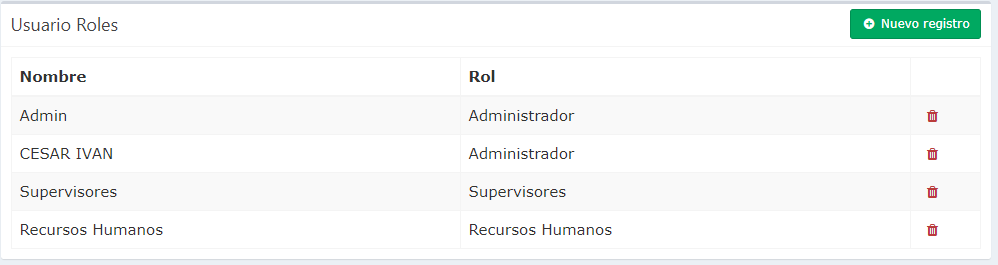 Usuario Roles
Nuevo registro
Nombre Rol
Admin Administrador
CESAR IVAN Administrador
Supervisores Supervisores
Recursos Humanos Recursos Humanos